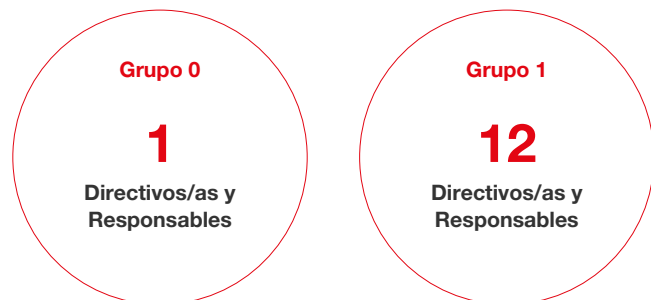 Grupo 0
1
Directivos/as y
Responsables
Grupo 1
12
Directivos/as y
Responsables